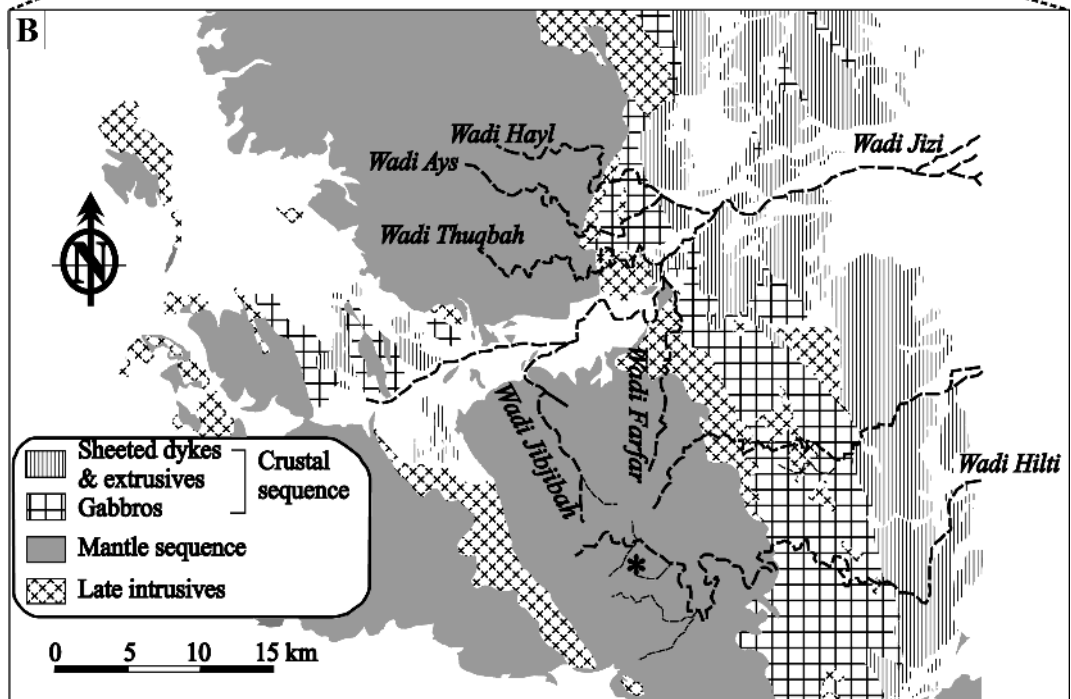 B
Wadi Hayl
Wadi Jizi
Wadi Ays
Wadi Thuqbah
N
Wadi Farfar
Wadi Jibjibah
Wadi Hilti
Sheeted dykes
& extrusives
Crustal
sequence
Gabbros
Mantle sequence
Late intrusives
*
0 5 10 15 km